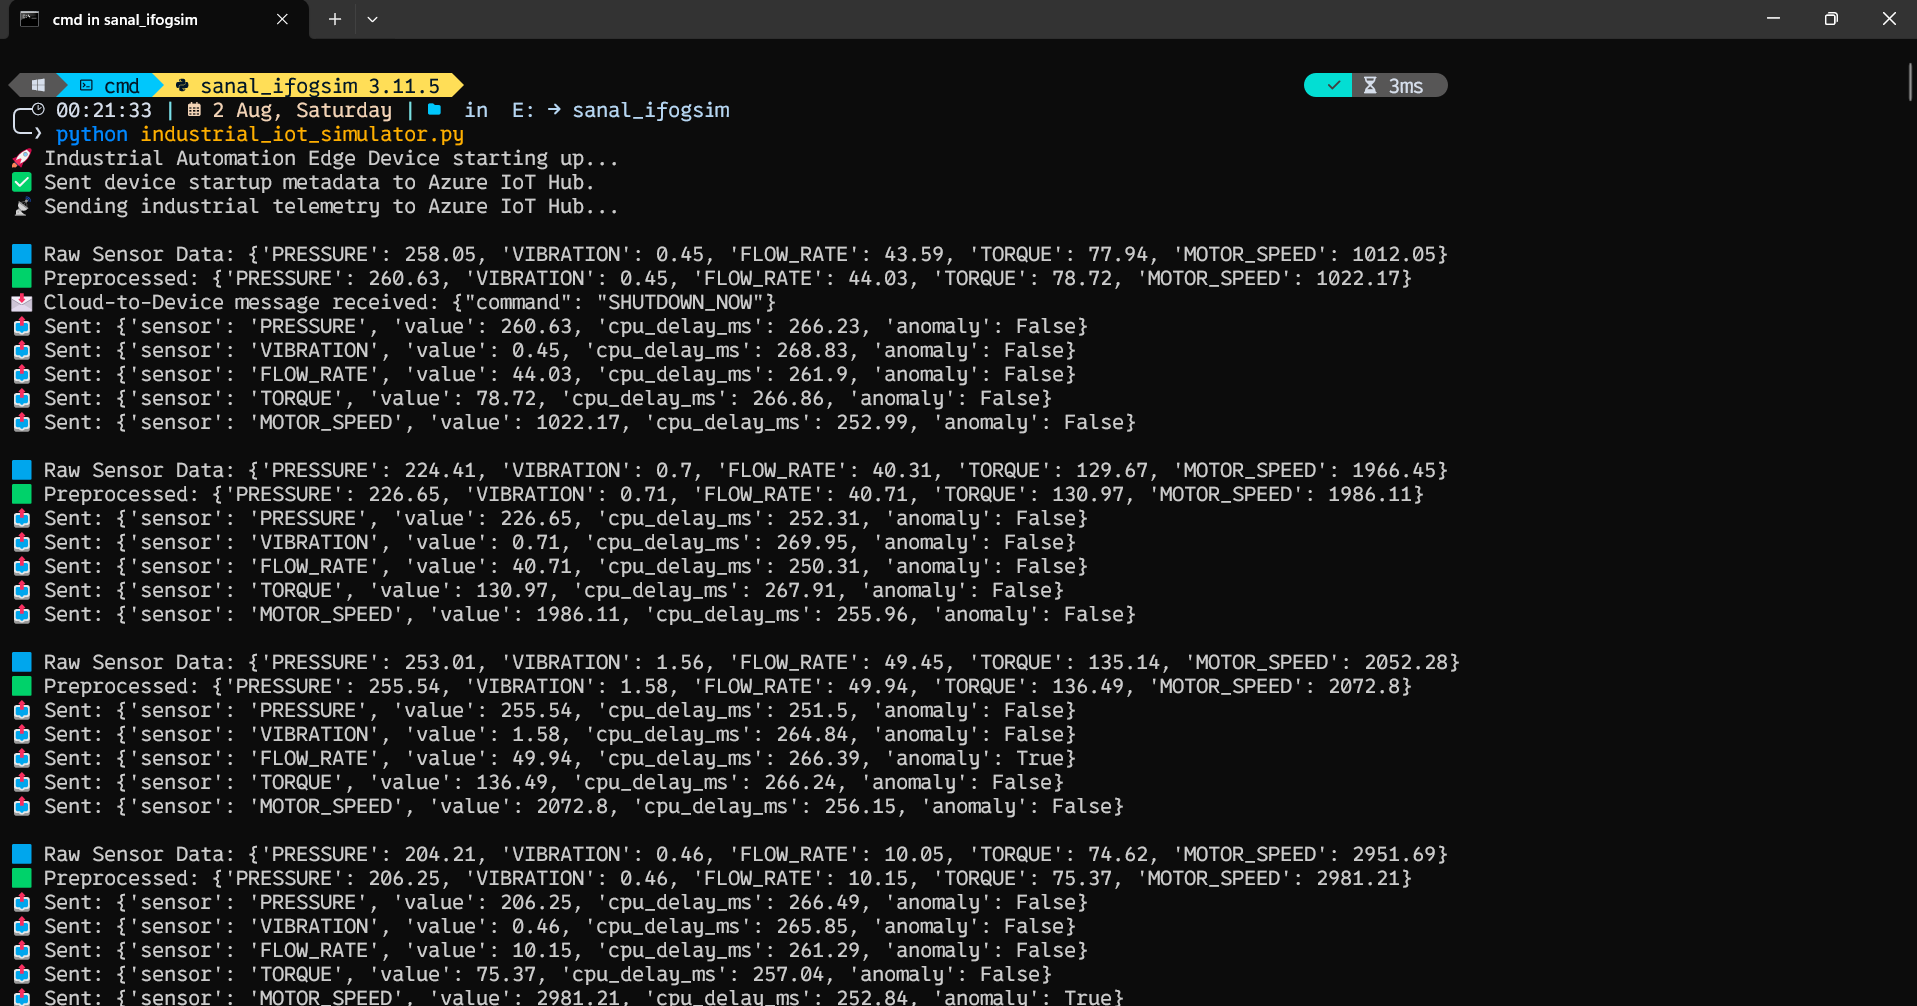 cmd in sanal_ifogsim
cmd sanal_ifogsim 3.11.5 3ms
00:21:33 | 2 Aug, Saturday | in E: → sanal_ifogsim
python industrial_iot_simulator.py
🚀 Industrial Automation Edge Device starting up...
✅ Sent device startup metadata to Azure IoT Hub.
📡 Sending industrial telemetry to Azure IoT Hub...
🟦 Raw Sensor Data: {'PRESSURE': 258.05, 'VIBRATION': 0.45, 'FLOW_RATE': 43.59, 'TORQUE': 77.94, 'MOTOR_SPEED': 1012.05}
🟩 Preprocessed: {'PRESSURE': 260.63, 'VIBRATION': 0.45, 'FLOW_RATE': 44.03, 'TORQUE': 78.72, 'MOTOR_SPEED': 1022.17}
📩 Cloud-to-Device message received: {"command": "SHUTDOWN_NOW"}
📤 Sent: {'sensor': 'PRESSURE', 'value': 260.63, 'cpu_delay_ms': 266.23, 'anomaly': False}
📤 Sent: {'sensor': 'VIBRATION', 'value': 0.45, 'cpu_delay_ms': 268.83, 'anomaly': False}
📤 Sent: {'sensor': 'FLOW_RATE', 'value': 44.03, 'cpu_delay_ms': 261.9, 'anomaly': False}
📤 Sent: {'sensor': 'TORQUE', 'value': 78.72, 'cpu_delay_ms': 266.86, 'anomaly': False}
📤 Sent: {'sensor': 'MOTOR_SPEED', 'value': 1022.17, 'cpu_delay_ms': 252.99, 'anomaly': False}
🟦 Raw Sensor Data: {'PRESSURE': 224.41, 'VIBRATION': 0.7, 'FLOW_RATE': 40.31, 'TORQUE': 129.67, 'MOTOR_SPEED': 1966.45}
🟩 Preprocessed: {'PRESSURE': 226.65, 'VIBRATION': 0.71, 'FLOW_RATE': 40.71, 'TORQUE': 130.97, 'MOTOR_SPEED': 1986.11}
📤 Sent: {'sensor': 'PRESSURE', 'value': 226.65, 'cpu_delay_ms': 252.31, 'anomaly': False}
📤 Sent: {'sensor': 'VIBRATION', 'value': 0.71, 'cpu_delay_ms': 269.95, 'anomaly': False}
📤 Sent: {'sensor': 'FLOW_RATE', 'value': 40.71, 'cpu_delay_ms': 250.31, 'anomaly': False}
📤 Sent: {'sensor': 'TORQUE', 'value': 130.97, 'cpu_delay_ms': 267.91, 'anomaly': False}
📤 Sent: {'sensor': 'MOTOR_SPEED', 'value': 1986.11, 'cpu_delay_ms': 255.96, 'anomaly': False}
🟦 Raw Sensor Data: {'PRESSURE': 253.01, 'VIBRATION': 1.56, 'FLOW_RATE': 49.45, 'TORQUE': 135.14, 'MOTOR_SPEED': 2052.28}
🟩 Preprocessed: {'PRESSURE': 255.54, 'VIBRATION': 1.58, 'FLOW_RATE': 49.94, 'TORQUE': 136.49, 'MOTOR_SPEED': 2072.8}
📤 Sent: {'sensor': 'PRESSURE', 'value': 255.54, 'cpu_delay_ms': 251.5, 'anomaly': False}
📤 Sent: {'sensor': 'VIBRATION', 'value': 1.58, 'cpu_delay_ms': 264.84, 'anomaly': False}
📤 Sent: {'sensor': 'FLOW_RATE', 'value': 49.94, 'cpu_delay_ms': 266.39, 'anomaly': True}
📤 Sent: {'sensor': 'TORQUE', 'value': 136.49, 'cpu_delay_ms': 266.24, 'anomaly': False}
📤 Sent: {'sensor': 'MOTOR_SPEED', 'value': 2072.8, 'cpu_delay_ms': 256.15, 'anomaly': False}
🟦 Raw Sensor Data: {'PRESSURE': 204.21, 'VIBRATION': 0.46, 'FLOW_RATE': 10.05, 'TORQUE': 74.62, 'MOTOR_SPEED': 2951.69}
🟩 Preprocessed: {'PRESSURE': 206.25, 'VIBRATION': 0.46, 'FLOW_RATE': 10.15, 'TORQUE': 75.37, 'MOTOR_SPEED': 2981.21}
📤 Sent: {'sensor': 'PRESSURE', 'value': 206.25, 'cpu_delay_ms': 266.49, 'anomaly': False}
📤 Sent: {'sensor': 'VIBRATION', 'value': 0.46, 'cpu_delay_ms': 265.85, 'anomaly': False}
📤 Sent: {'sensor': 'FLOW_RATE', 'value': 10.15, 'cpu_delay_ms': 261.29, 'anomaly': False}
📤 Sent: {'sensor': 'TORQUE', 'value': 75.37, 'cpu_delay_ms': 257.04, 'anomaly': False}
📤 Sent: {'sensor': 'MOTOR_SPEED', 'value': 2981.21, 'cpu_delay_ms': 252.84, 'anomaly': True}